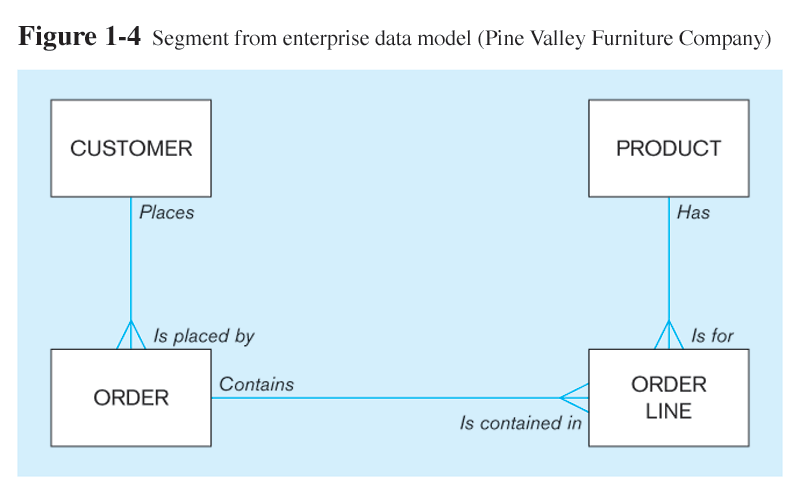 Figure 1-4 Segment from enterprise data model (Pine Valley Furniture Company)
CUSTOMER
PRODUCT
Places
Has
Is placed by
Is for
ORDER
Contains
Is contained in
ORDER
LINE